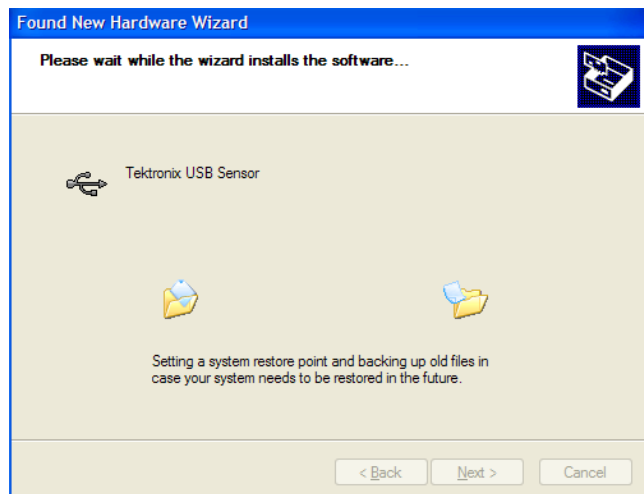 Found New Hardware Wizard
Please wait while the wizard installs the software...
Tektronix USB Sensor
Setting a system restore point and backing up old files in
case your system needs to be restored in the future.
< Back Next > Cancel